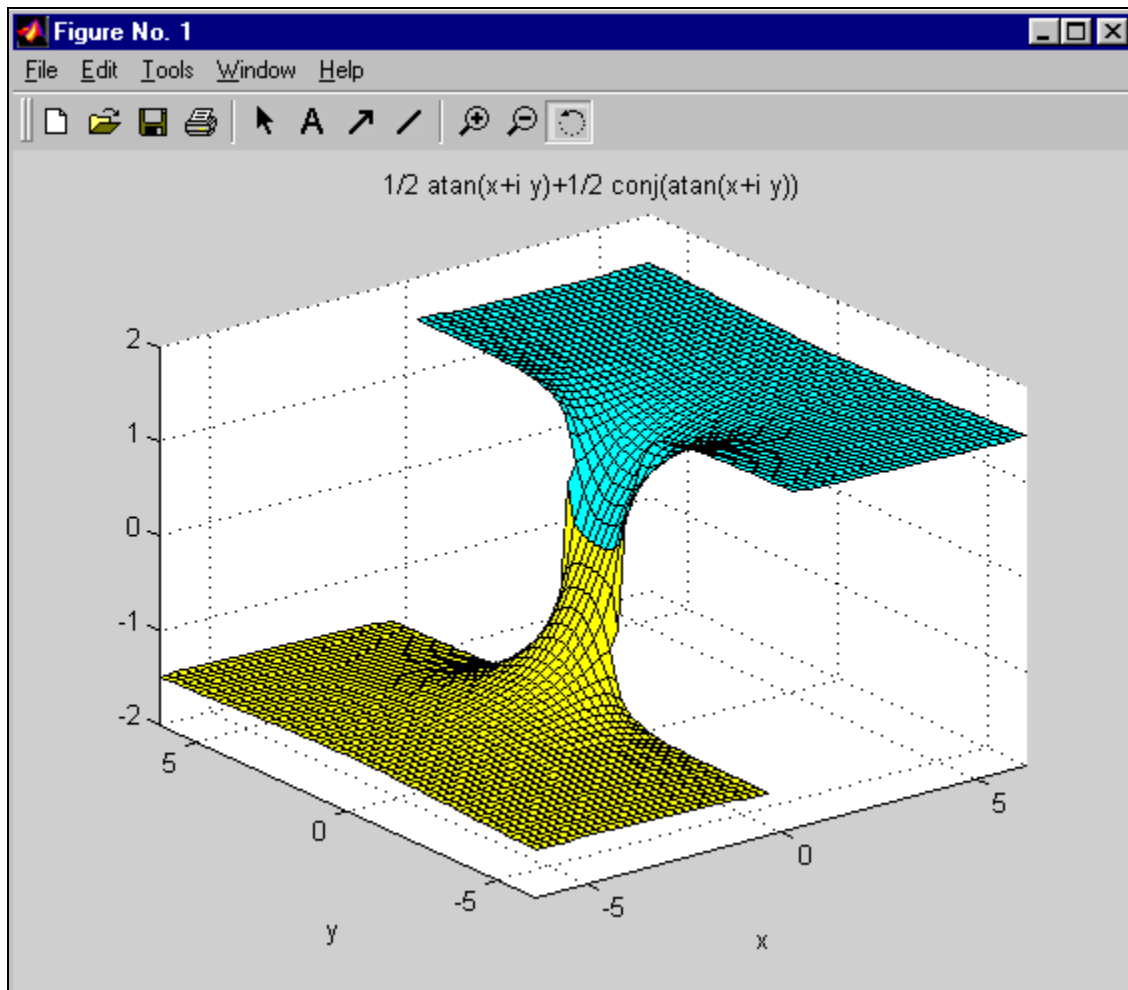 Figure No. 1
File Edit Tools Window Help
A
1/2 atan(x+i y)+1/2 conj(atan(x+i y))
2
1
0
-1
-2
5
0
-5
y
-5
0
5
x